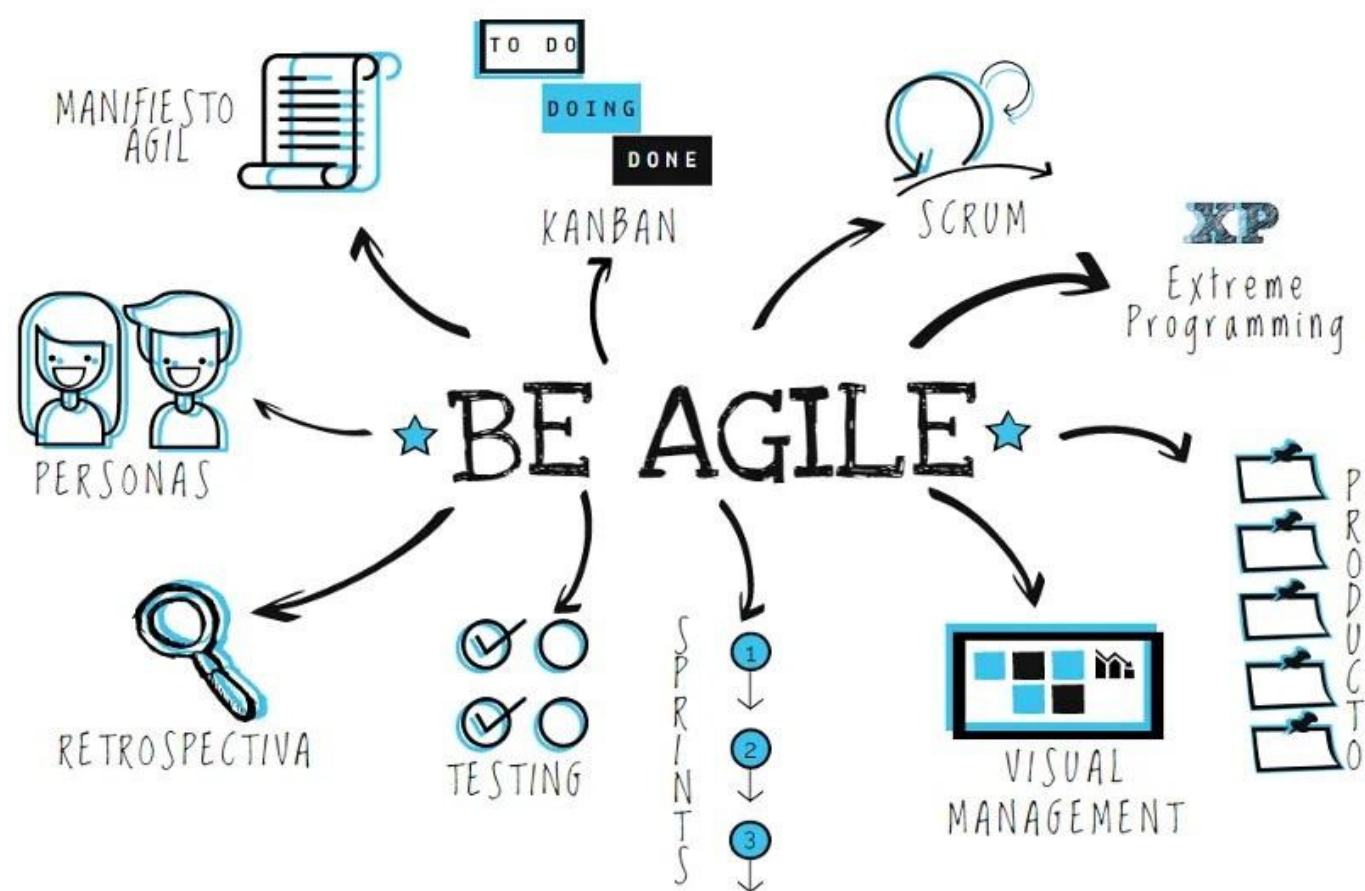 TO DO
DOING
DONE
KANBAN
MANIFIESTO
ÁGIL
SCRUM
XP
Extreme
Programming
PERSONAS
BE AGILE
PRODUCTO
RETROSPECTIVA
TESTING
SPRINTS
1
2
3
VISUAL
MANAGEMENT